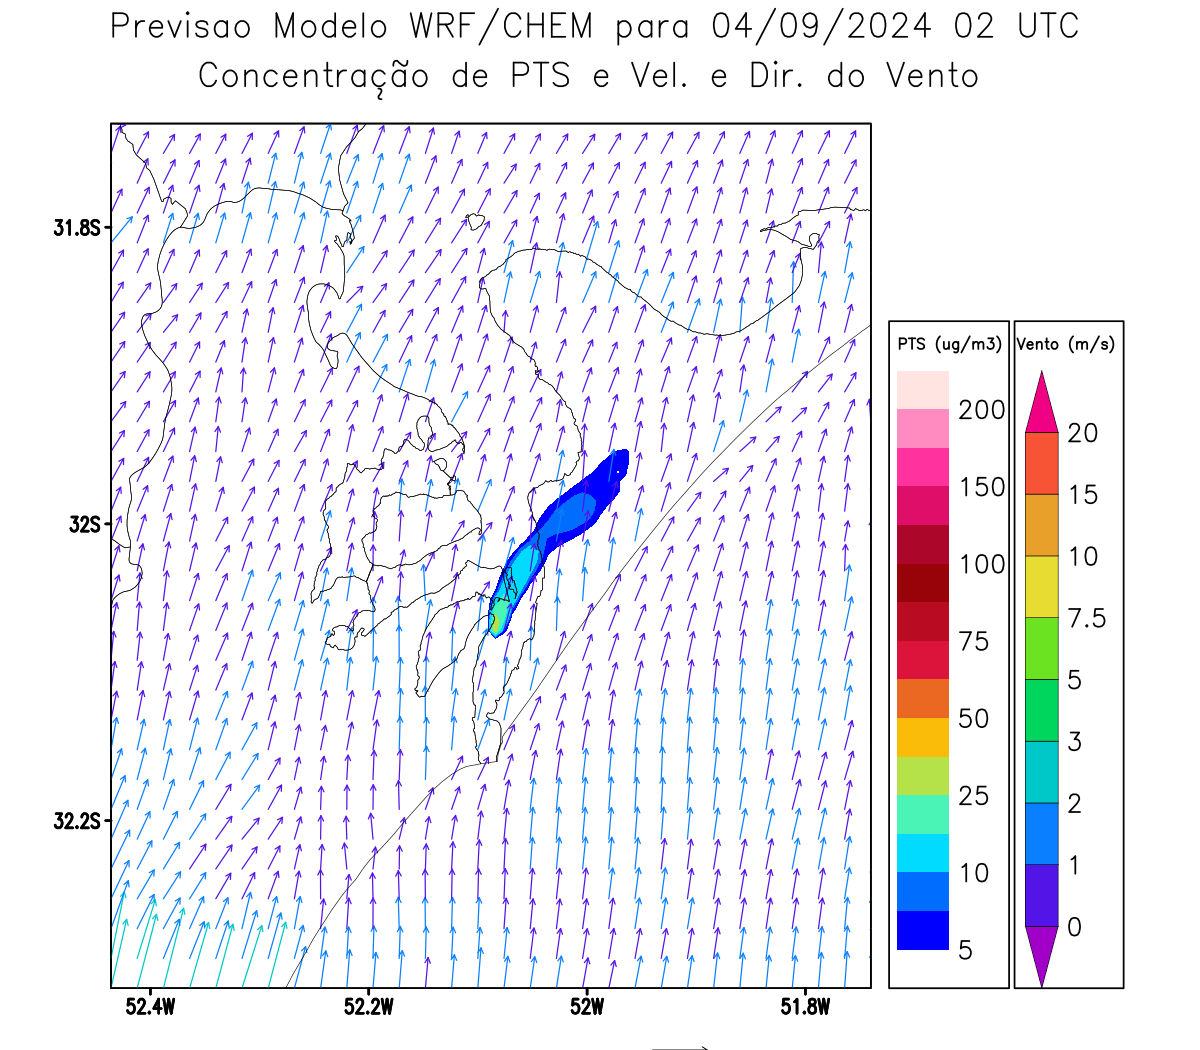 Previsao Modelo WRF/CHEM para 04/09/2024 02 UTC
Concentração de PTS e Vel. e Dir. do Vento
31.8S
32S
32.2S
52.4W 52.2W 52W 51.8W
PTS (ug/m3)
200
150
100
75
50
25
10
5
Vento (m/s)
20
15
10
7.5
5
3
2
1
0